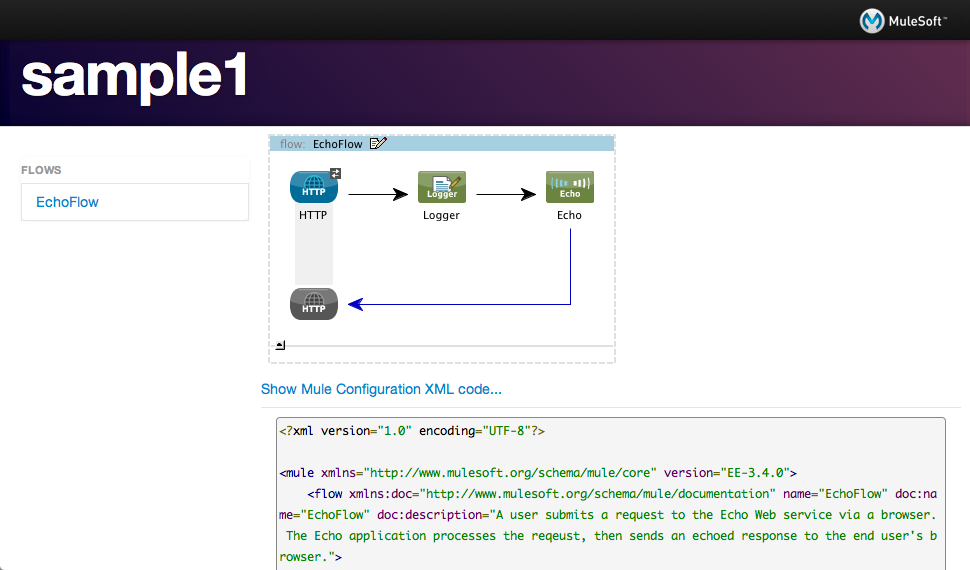 MuleSoft™
sample1
flow: EchoFlow
FLOWS
EchoFlow
HTTP
Logger
Echo
HTTP
Logger
Echo
HTTP
Show Mule Configuration XML code...
<?xml version="1.0" encoding="UTF-8"?>
<mule xmlns="http://www.mulesoft.org/schema/mule/core" version="EE-3.4.0">
<flow xmlns:doc="http://www.mulesoft.org/schema/mule/documentation" name="EchoFlow" doc:na
me="EchoFlow" doc:description="A user submits a request to the Echo Web service via a browser.
The Echo application processes the reqeust, then sends an echoed response to the end user's b
rowser.">